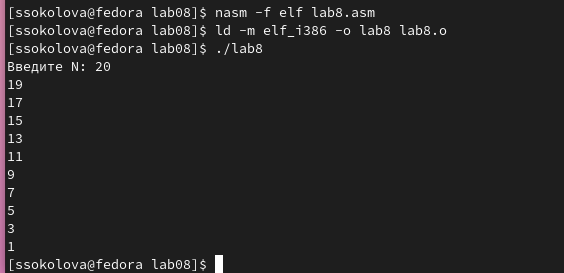 [ssokolova@fedora lab08]$ nasm -f elf lab8.asm
[ssokolova@fedora lab08]$ ld -m elf_i386 -o lab8 lab8.o
[ssokolova@fedora lab08]$ ./lab8
Введите N: 20
19
17
15
13
11
9
7
5
3
1
[ssokolova@fedora lab08]$